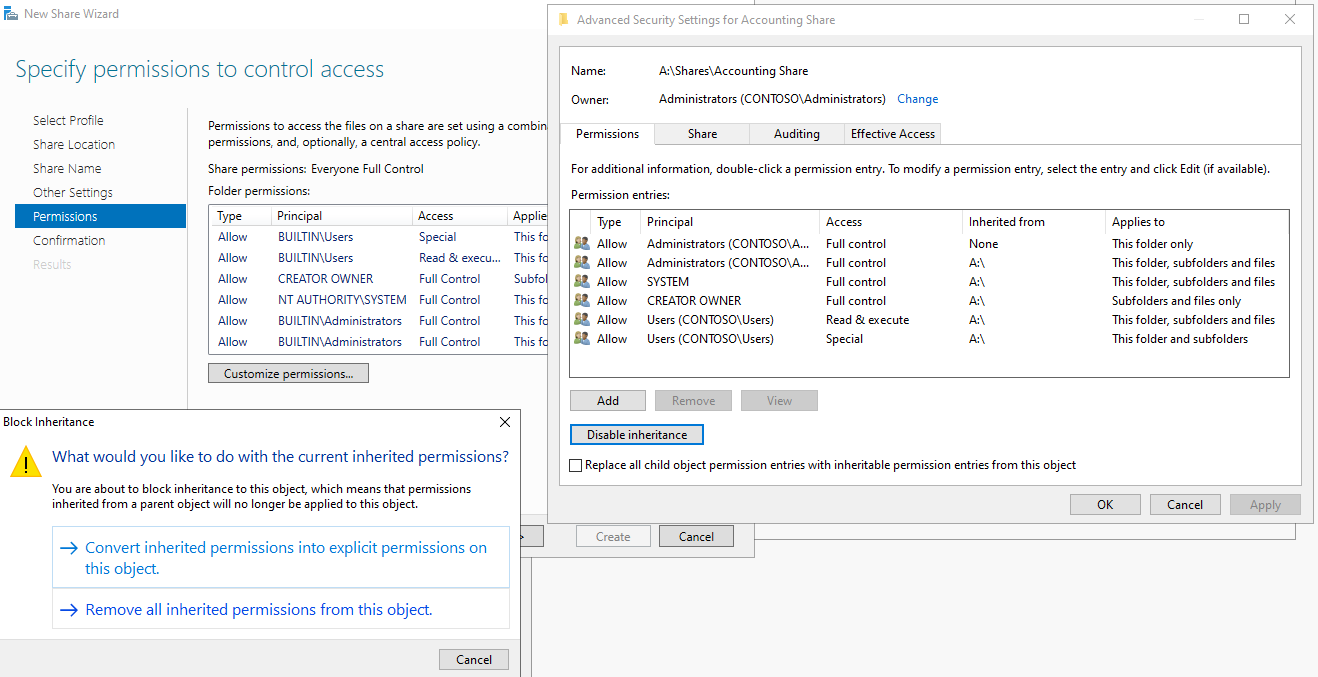 New Share Wizard
Specify permissions to control access
Select Profile
Share Location
Share Name
Other Settings
Permissions
Confirmation
Results
Permissions to access the files on a share are set using a combin
permissions, and, optionally, a central access policy.
Share permissions: Everyone Full Control
Folder permissions:
Type Principal Access Applie
Allow BUILTIN\Users Special This fo
Allow BUILTIN\Users Read & execu... This fo
Allow CREATOR OWNER Full Control Subfol
Allow NT AUTHORITY\SYSTEM Full Control This fo
Allow BUILTIN\Administrators Full Control This fo
Allow BUILTIN\Administrators Full Control This fo
Customize permissions...
> Create Cancel
Advanced Security Settings for Accounting Share
Name: A:\Shares\Accounting Share
Owner: Administrators (CONTOSO\Administrators) Change
Permissions Share Auditing Effective Access
For additional information, double-click a permission entry. To modify a permission entry, select the entry and click Edit (if available).
Permission entries:
Type Principal Access Inherited from Applies to
Allow Administrators (CONTOSO\A... Full control None This folder only
Allow Administrators (CONTOSO\A... Full control A:\ This folder, subfolders and files
Allow SYSTEM Full control A:\ This folder, subfolders and files
Allow CREATOR OWNER Full control A:\ Subfolders and files only
Allow Users (CONTOSO\Users) Read & execute A:\ This folder, subfolders and files
Allow Users (CONTOSO\Users) Special A:\ This folder and subfolders
Add Remove View
Disable inheritance
Replace all child object permission entries with inheritable permission entries from this object
OK Cancel Apply
Block Inheritance
What would you like to do with the current inherited permissions?
You are about to block inheritance to this object, which means that permissions
inherited from a parent object will no longer be applied to this object.
Convert inherited permissions into explicit permissions on
this object.
Remove all inherited permissions from this object.
Cancel